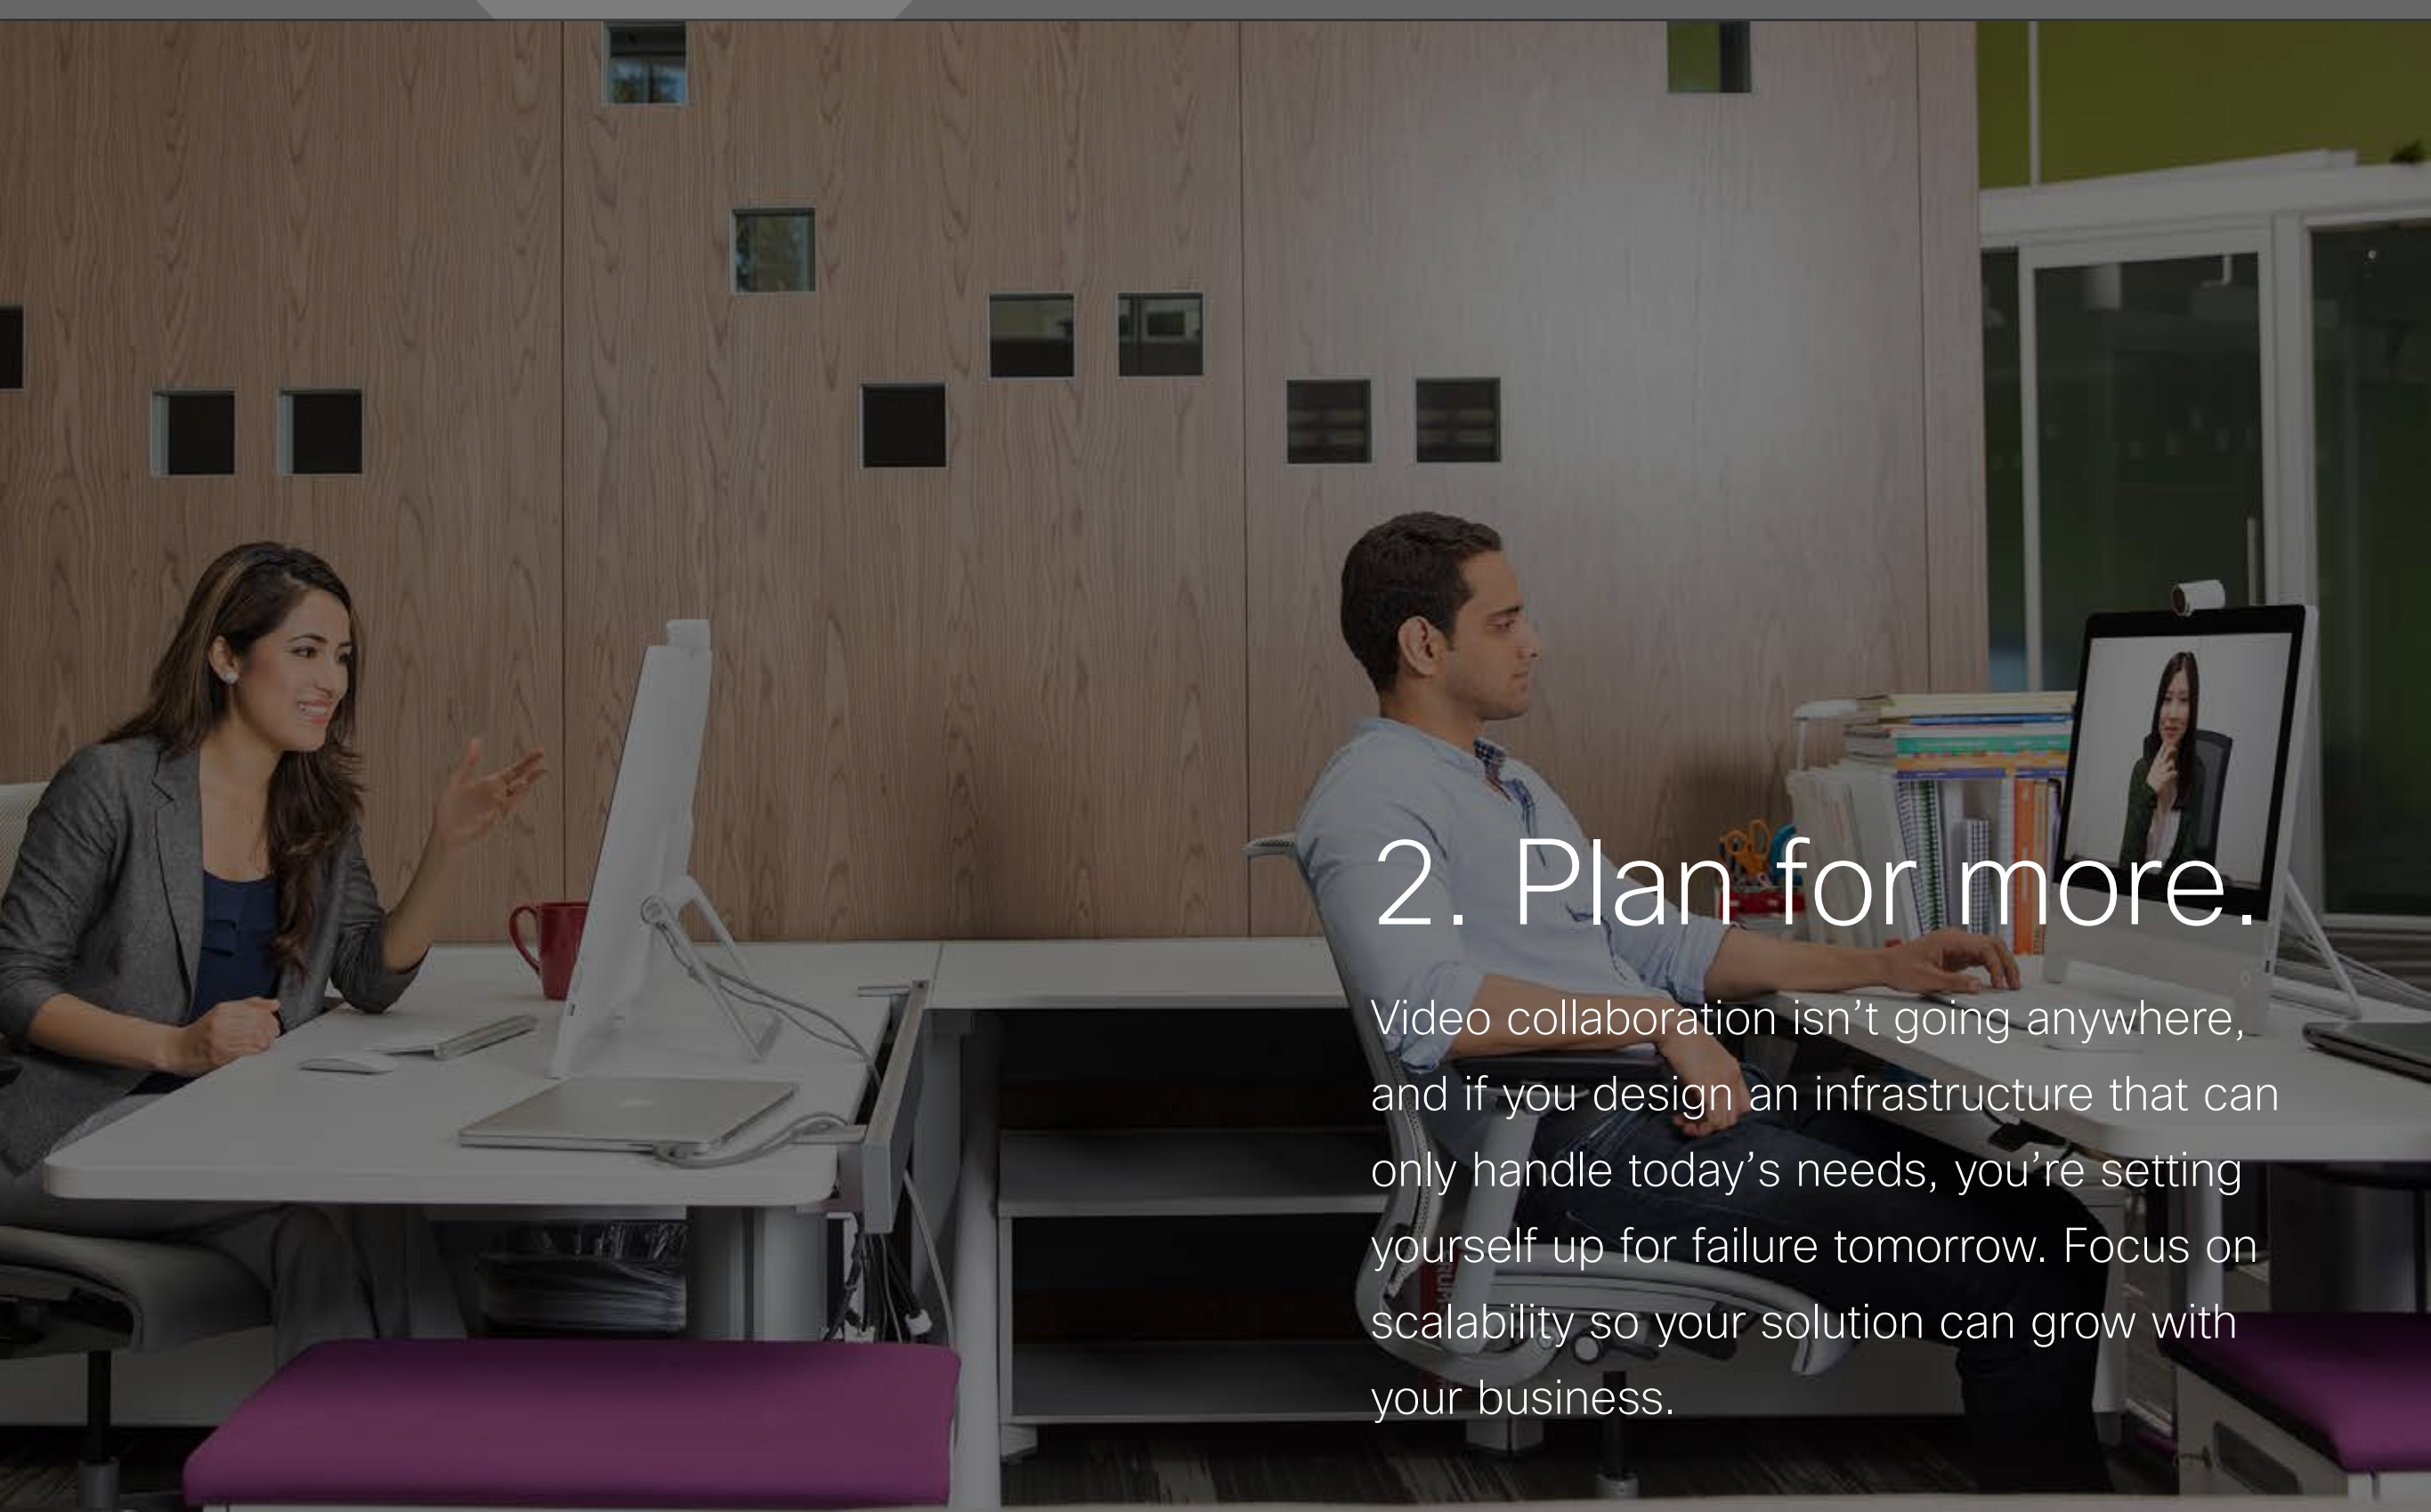 2. Plan for more.
Video collaboration isn’t going anywhere,
and if you design an infrastructure that can
only handle today’s needs, you’re setting
yourself up for failure tomorrow. Focus on
scalability so your solution can grow with
your business.